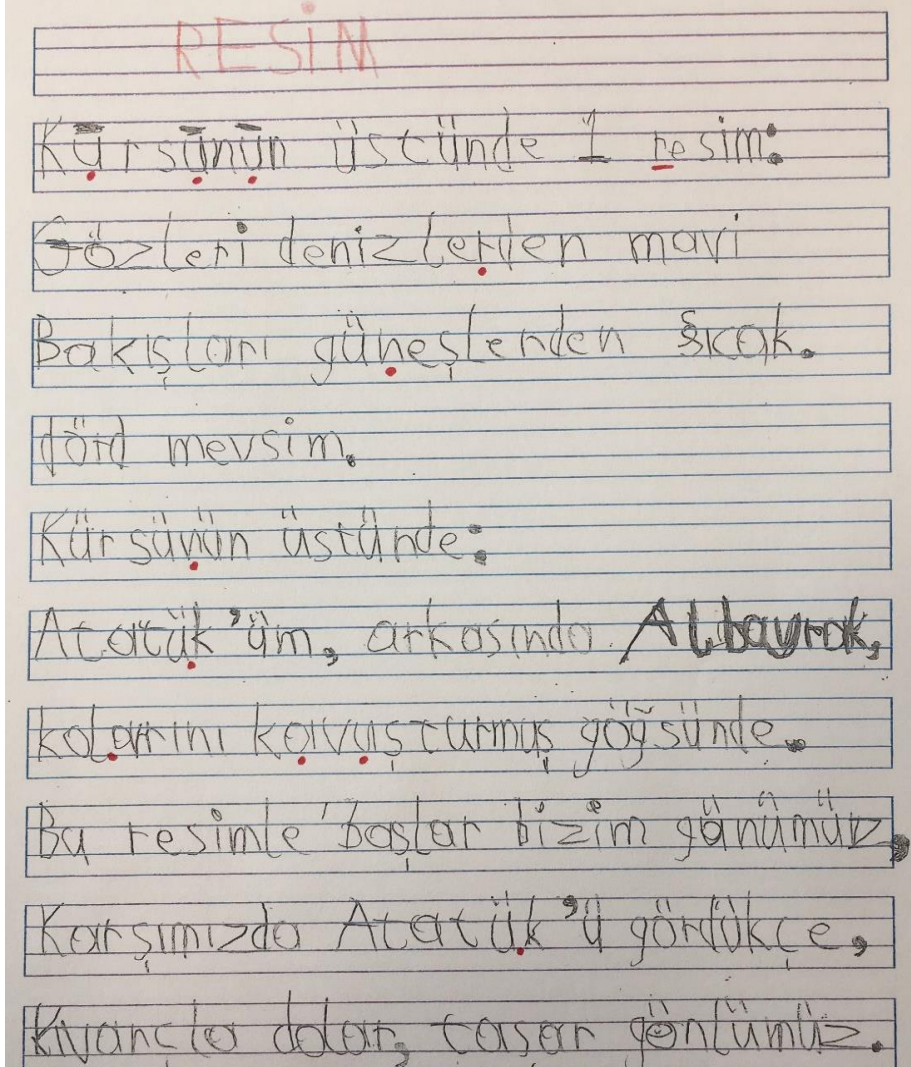 RESİM
Kürsünün üstünde 1 resim:
Gözleri denizlerden mavi
Bakışları güneşlerden sıcak.
dörd mevsim.
Kürsünün üstünde:
Atatük'üm, arkasında Albayrak,
kolarını kavuşturmuş göğsünde.
Bu resimle başlar bizim günümüz,
Karşımızda Atatük'ü gördükçe,
Kıvançla dolar, taşar gönlümüz.